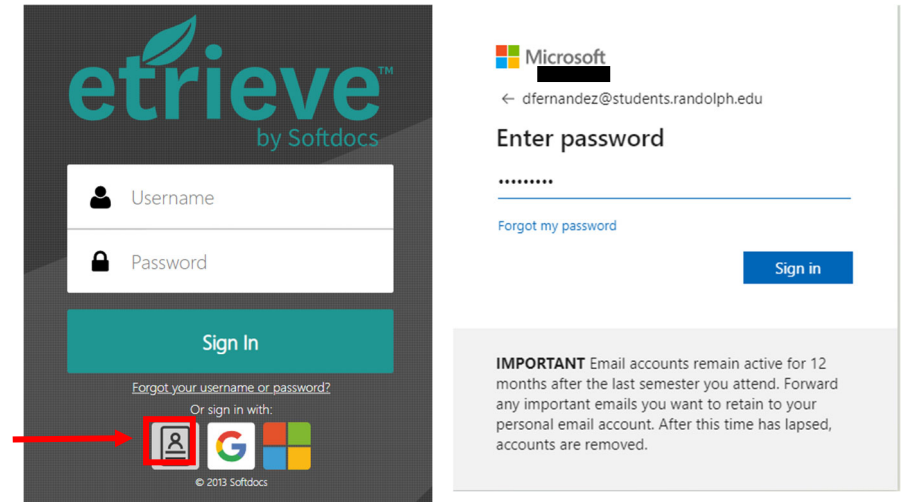 etrieve™
by Softdocs
Username
Password
Sign In
Forgot your username or password?
Or sign in with:
G
© 2013 Softdocs
Microsoft
← dfernandez@students.randolph.edu
Enter password
•••••••••
Forgot my password
Sign in
IMPORTANT Email accounts remain active for 12
months after the last semester you attend. Forward
any important emails you want to retain to your
personal email account. After this time has lapsed,
accounts are removed.